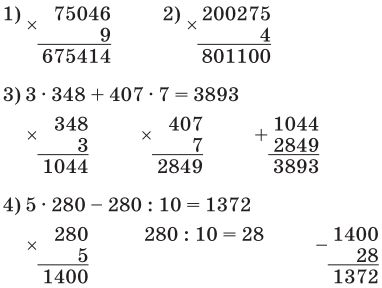 1) × 75046    2) × 200275
9    4
675414    801100
3) 3 · 348 + 407 · 7 = 3893
× 348    × 407    + 1044
3    7    2849
1044    2849    3893
4) 5 · 280 − 280 : 10 = 1372
× 280    280 : 10 = 28    − 1400
5    28
1400    1372